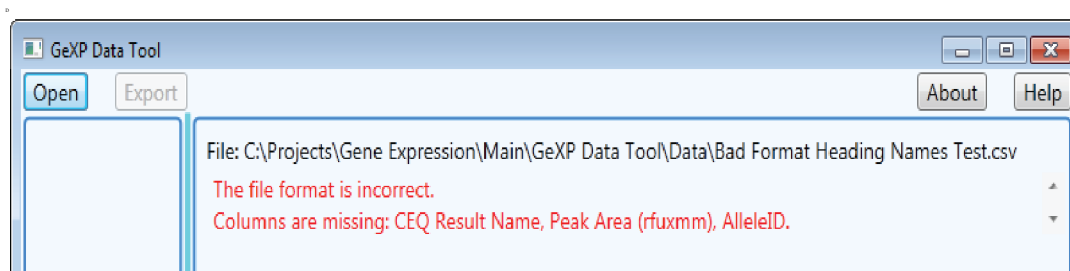 GeXP Data Tool
Open Export About Help
File: C:\Projects\Gene Expression\Main\GeXP Data Tool\Data\Bad Format Heading Names Test.csv
The file format is incorrect.
Columns are missing: CEQ Result Name, Peak Area (rfuxmm), AlleleID.